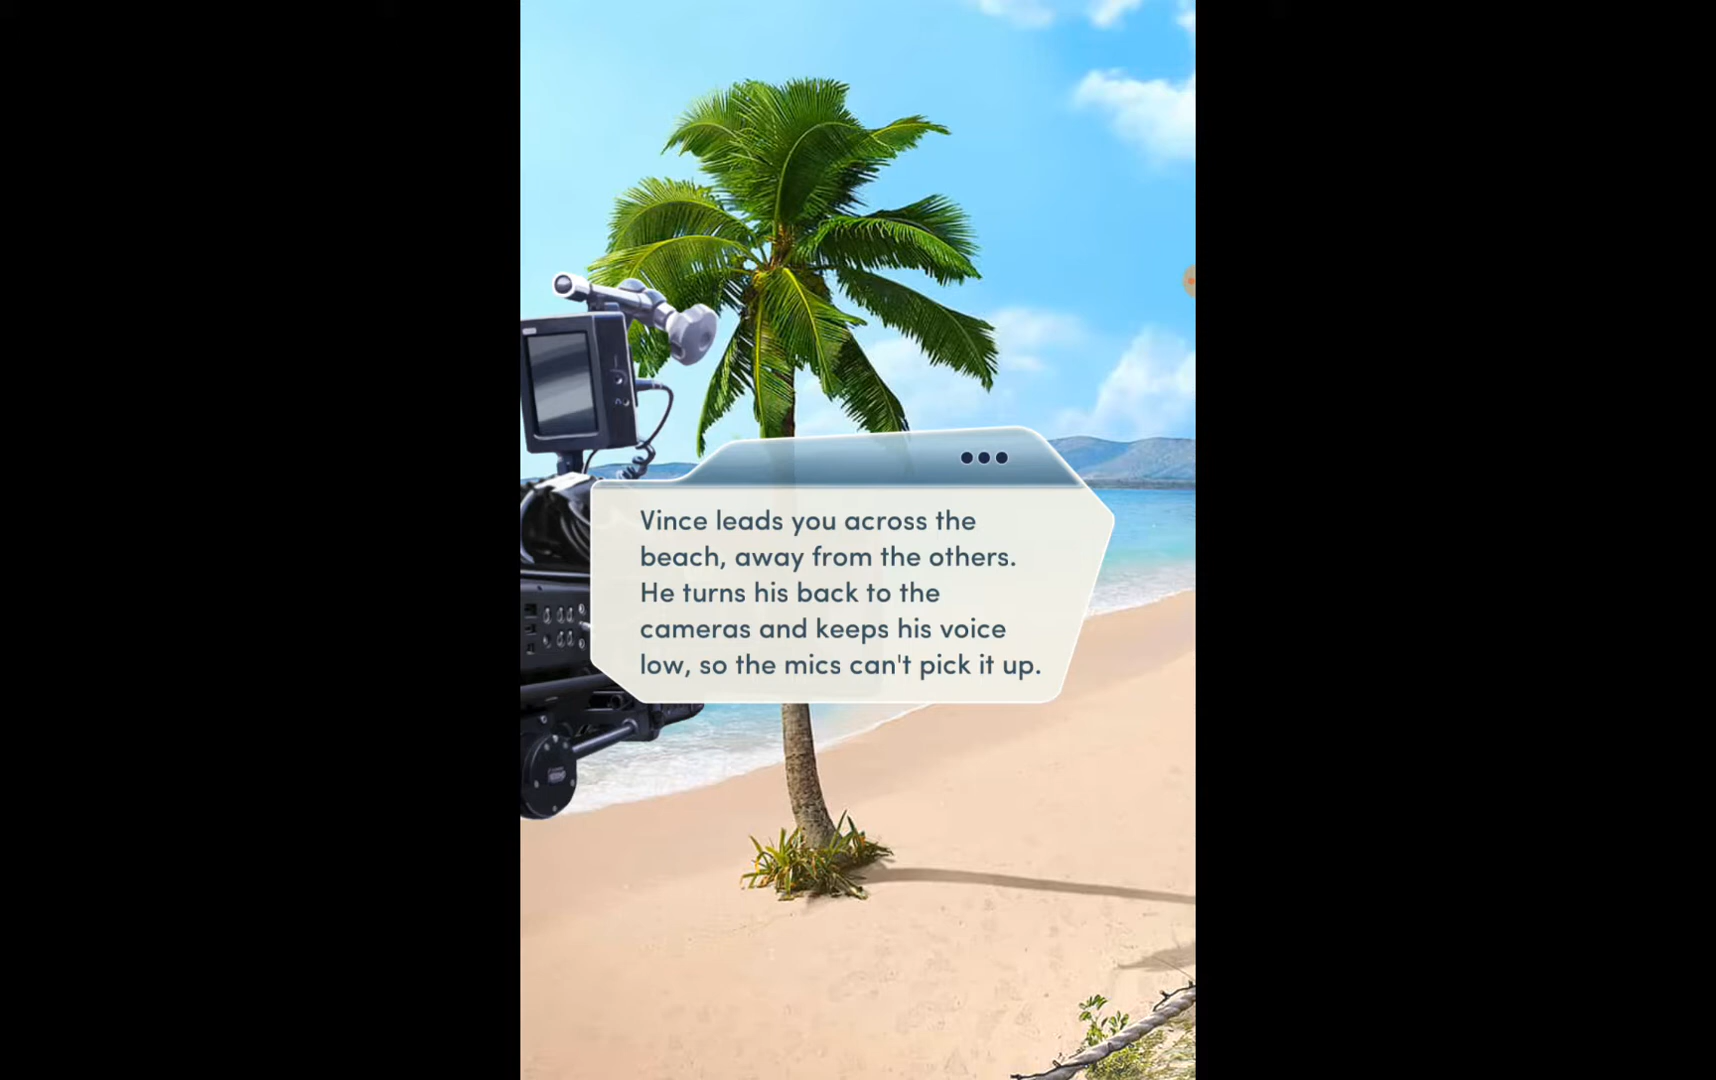 Vince leads you across the
beach, away from the others.
He turns his back to the
cameras and keeps his voice
low, so the mics can't pick it up.